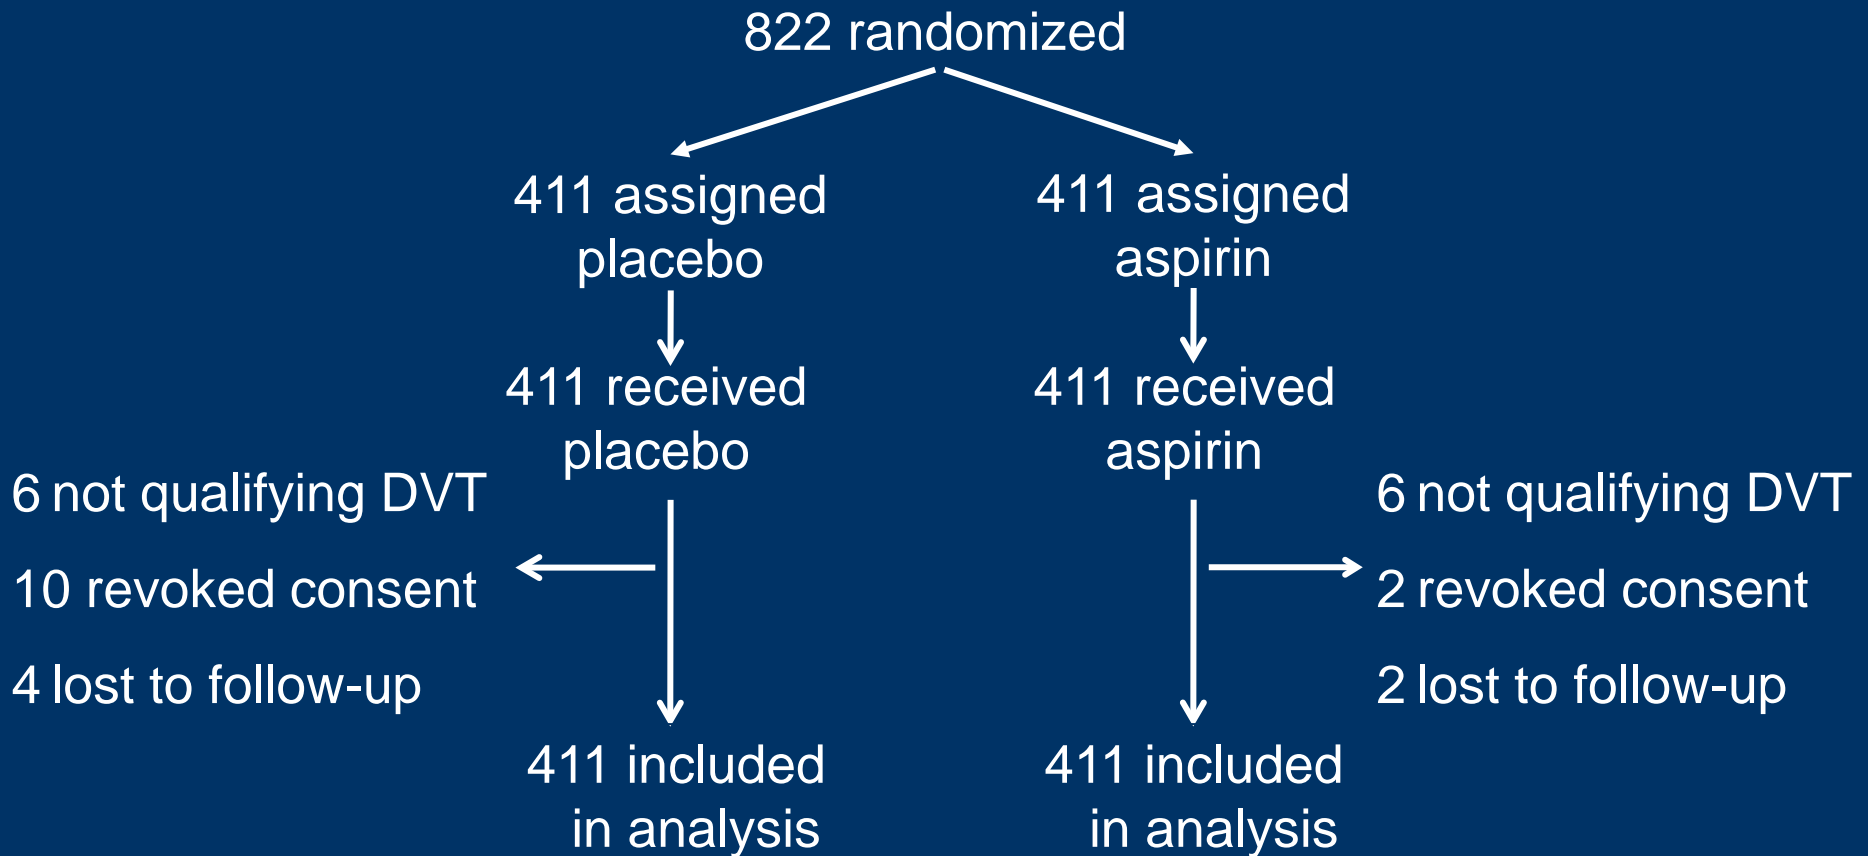 822 randomized
411 assigned
placebo
411 assigned
aspirin
411 received
placebo
411 received
aspirin
6 not qualifying DVT
10 revoked consent
4 lost to follow-up
6 not qualifying DVT
2 revoked consent
2 lost to follow-up
411 included
in analysis
411 included
in analysis